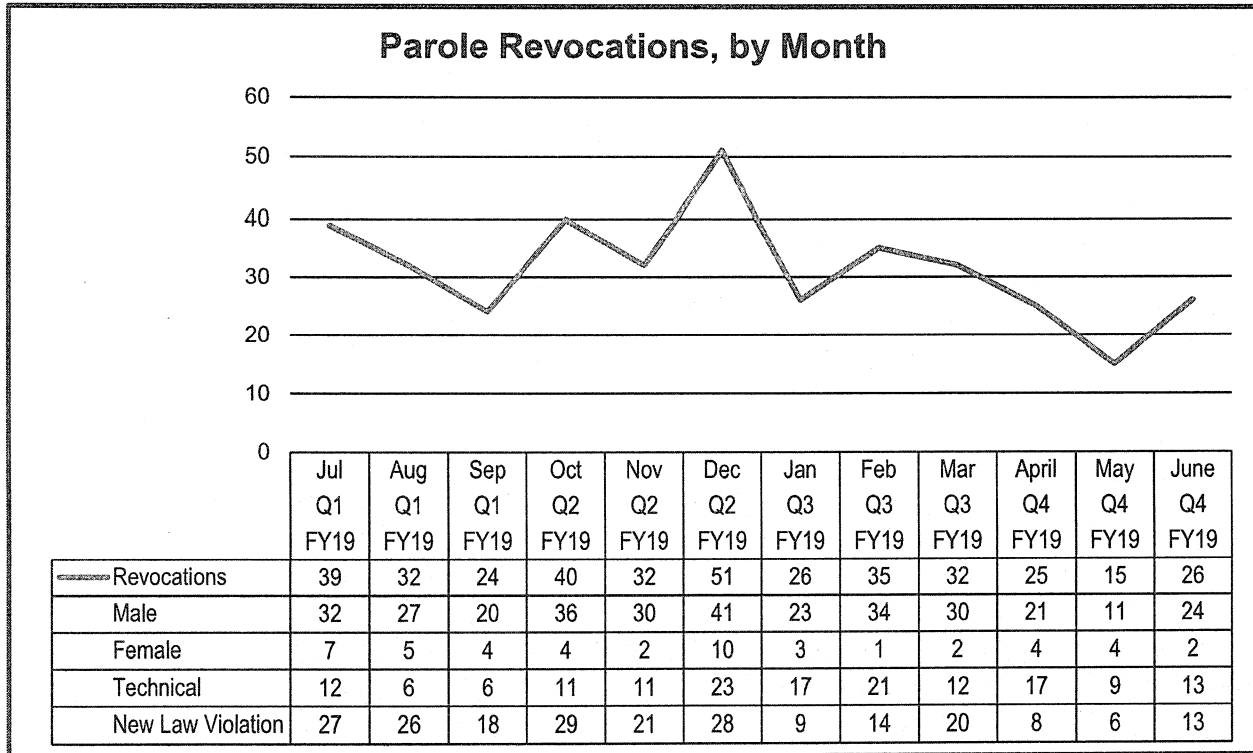 Parole Revocations, by Month
60
50
40
30
20
10
0
Jul Aug Sep Oct Nov Dec Jan Feb Mar April May June
Q1 Q1 Q1 Q2 Q2 Q2 Q3 Q3 Q3 Q4 Q4 Q4
FY19 FY19 FY19 FY19 FY19 FY19 FY19 FY19 FY19 FY19 FY19 FY19
Revocations 39 32 24 40 32 51 26 35 32 25 15 26
Male 32 27 20 36 30 41 23 34 30 21 11 24
Female 7 5 4 4 2 10 3 1 2 4 4 2
Technical 12 6 6 11 11 23 17 21 12 17 9 13
New Law Violation 27 26 18 29 21 28 9 14 20 8 6 13